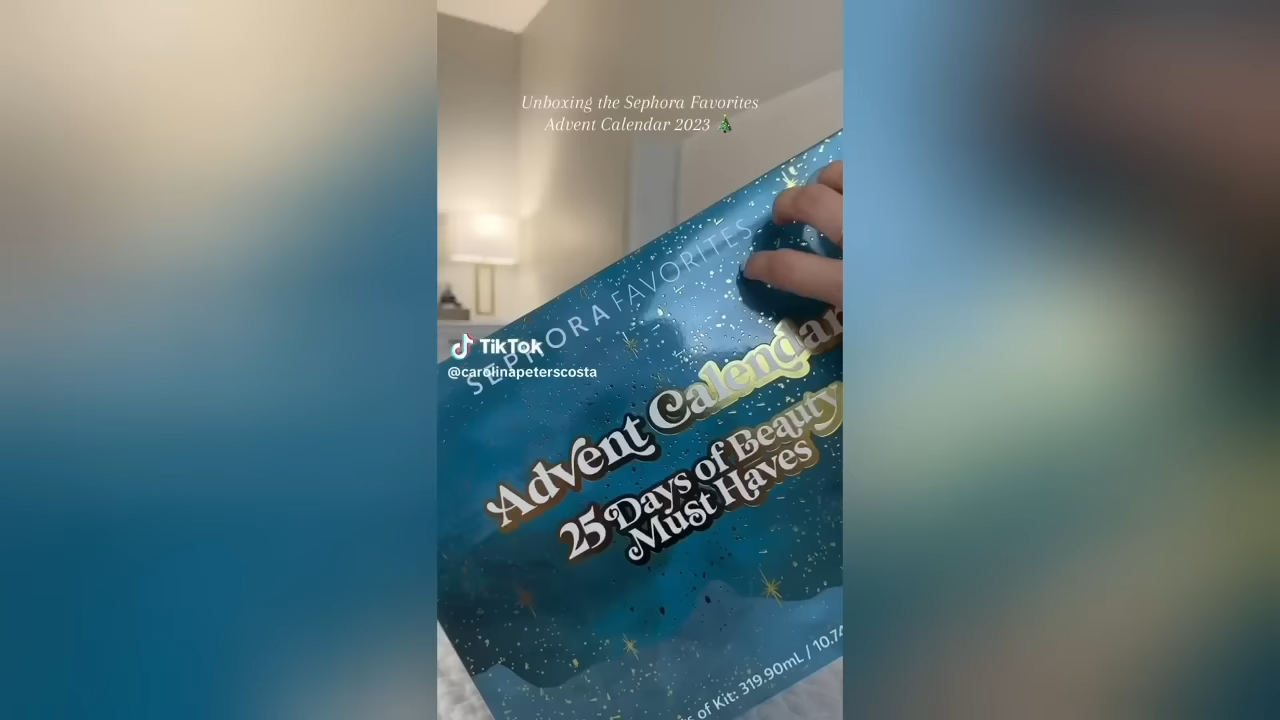 Unboxing the Sephora Favorites
Advent Calendar 2023
SEPHORA FAVORITES
TikTok
@carolinapeterscosta
Advent Calendar
25 Days of Beauty
Must Haves
of Kit: 319.90mL / 10.74